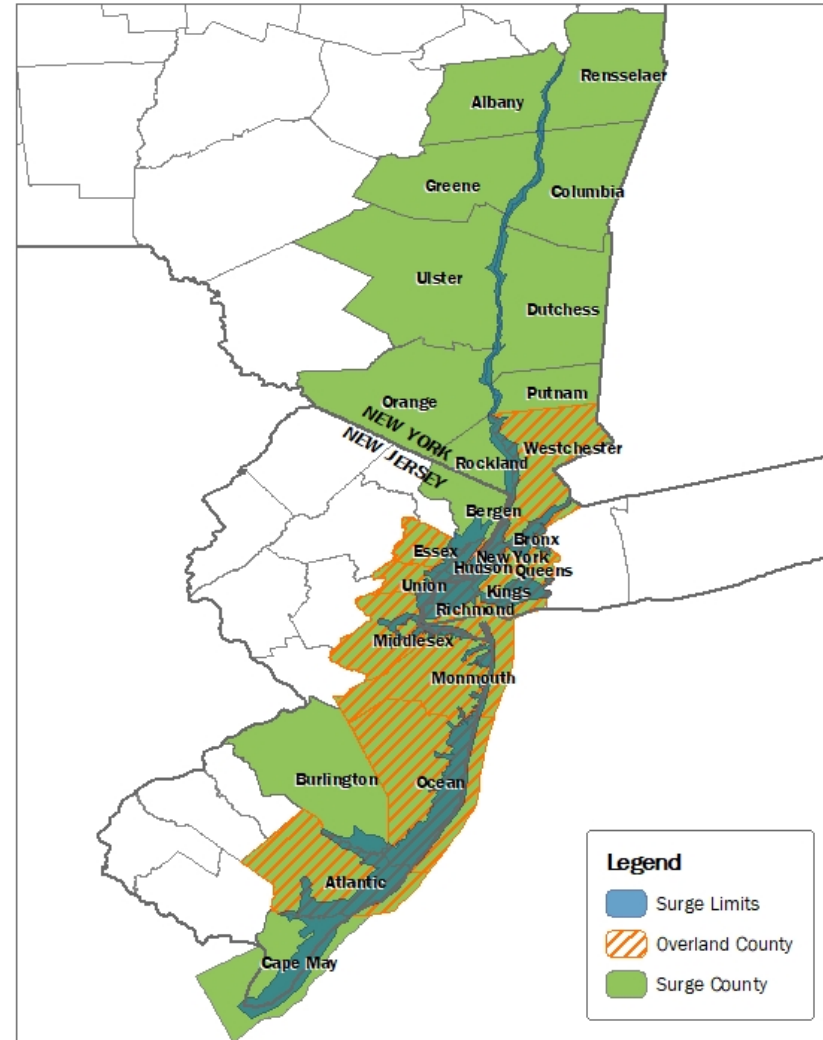 Rensselaer
Albany
Greene
Columbia
Ulster
Dutchess
Putnam
Orange
NEW YORK
NEW JERSEY
Westchester
Rockland
Bergen
Bronx
Essex
New York
Hudson
Queens
Union
Kings
Richmond
Middlesex
Monmouth
Burlington
Ocean
Atlantic
Cape May
Legend
Surge Limits
Overland County
Surge County